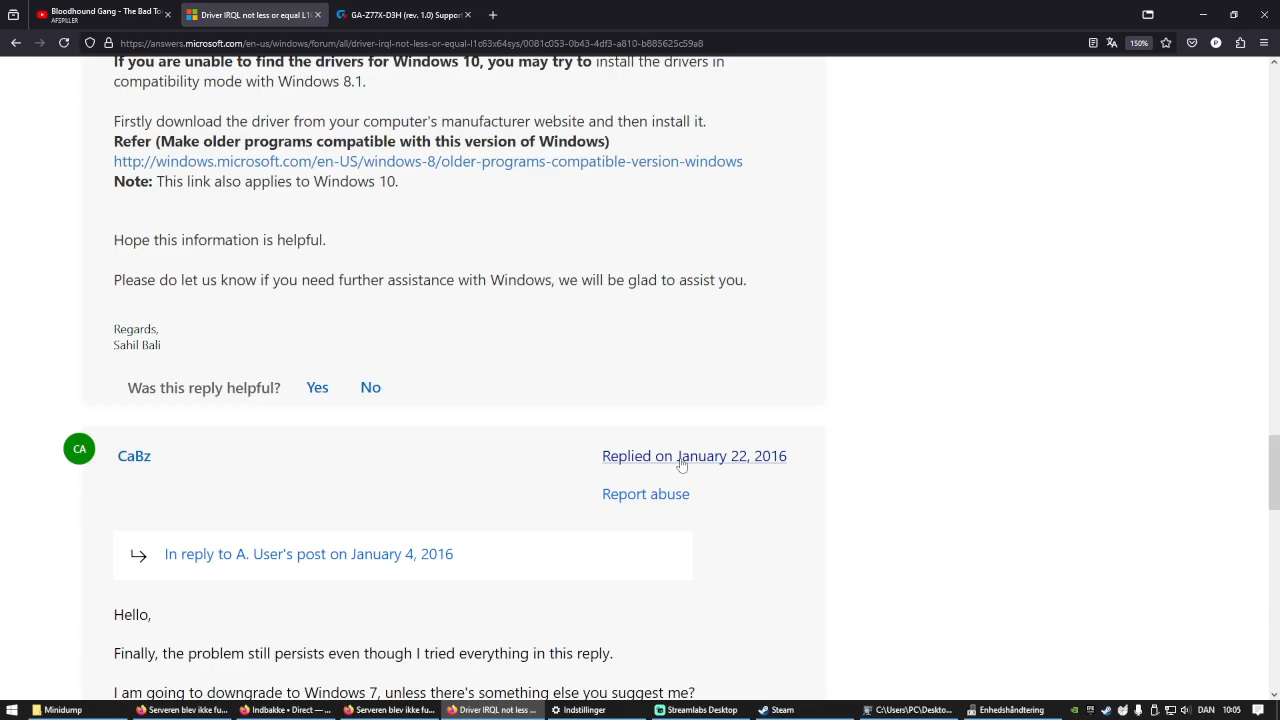 Bloodhound Gang - The Bad To
AFSPILLER
Driver IRQL not less or equal L1
GA-Z77X-D3H (rev. 1.0) Support
https://answers.microsoft.com/en-us/windows/forum/all/driver-irql-not-less-or-equal-l1c63x64sys/0081c053-0b43-4df3-a810-b885625c59a8
150%
If you are unable to find the drivers for Windows 10, you may try to install the drivers in
compatibility mode with Windows 8.1.
Firstly download the driver from your computer's manufacturer website and then install it.
Refer (Make older programs compatible with this version of Windows)
http://windows.microsoft.com/en-US/windows-8/older-programs-compatible-version-windows
Note: This link also applies to Windows 10.
Hope this information is helpful.
Please do let us know if you need further assistance with Windows, we will be glad to assist you.
Regards,
Sahil Bali
Was this reply helpful? Yes No
CA CaBz Replied on January 22, 2016
Report abuse
In reply to A. User's post on January 4, 2016
Hello,
Finally, the problem still persists even though I tried everything in this reply.
I am going to downgrade to Windows 7, unless there's something else you suggest me?
Minidump Serveren blev ikke fu... Indbakke • Direct — ... Serveren blev ikke fu... Driver IRQL not less ... Indstillinger Streamlabs Desktop Steam C:\Users\PC\Deskto... Enhedshåndtering DAN 10:05